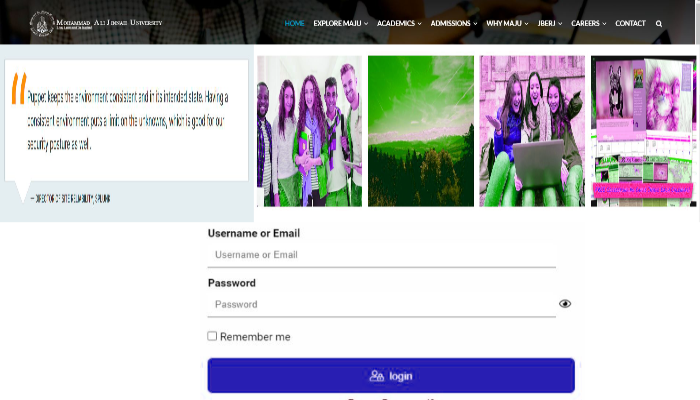 Mohammad Ali Jinnah University
HOME EXPLORE MAJU ACADEMICS ADMISSIONS WHY MAJU JBERJ CAREERS CONTACT
Puppet keeps the environment consistent and in its intended state. Having a
consistent environment puts a limit on the unknowns, which is good for our
security posture as well.
— DIRECTOR OF SITE RELIABILITY, SPLUNK
Username or Email
Username or Email
Password
Password
Remember me
login